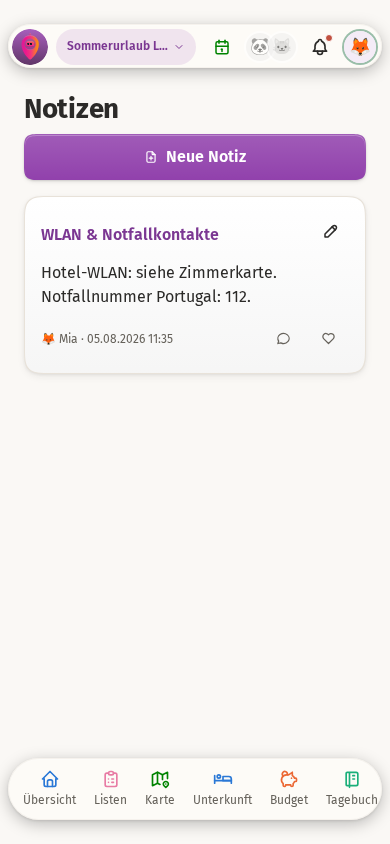 Sommerurlaub L...
Notizen
Neue Notiz
WLAN & Notfallkontakte
Hotel-WLAN: siehe Zimmerkarte.
Notfallnummer Portugal: 112.
Mia · 05.08.2026 11:35
Übersicht
Listen
Karte
Unterkunft
Budget
Tagebuch